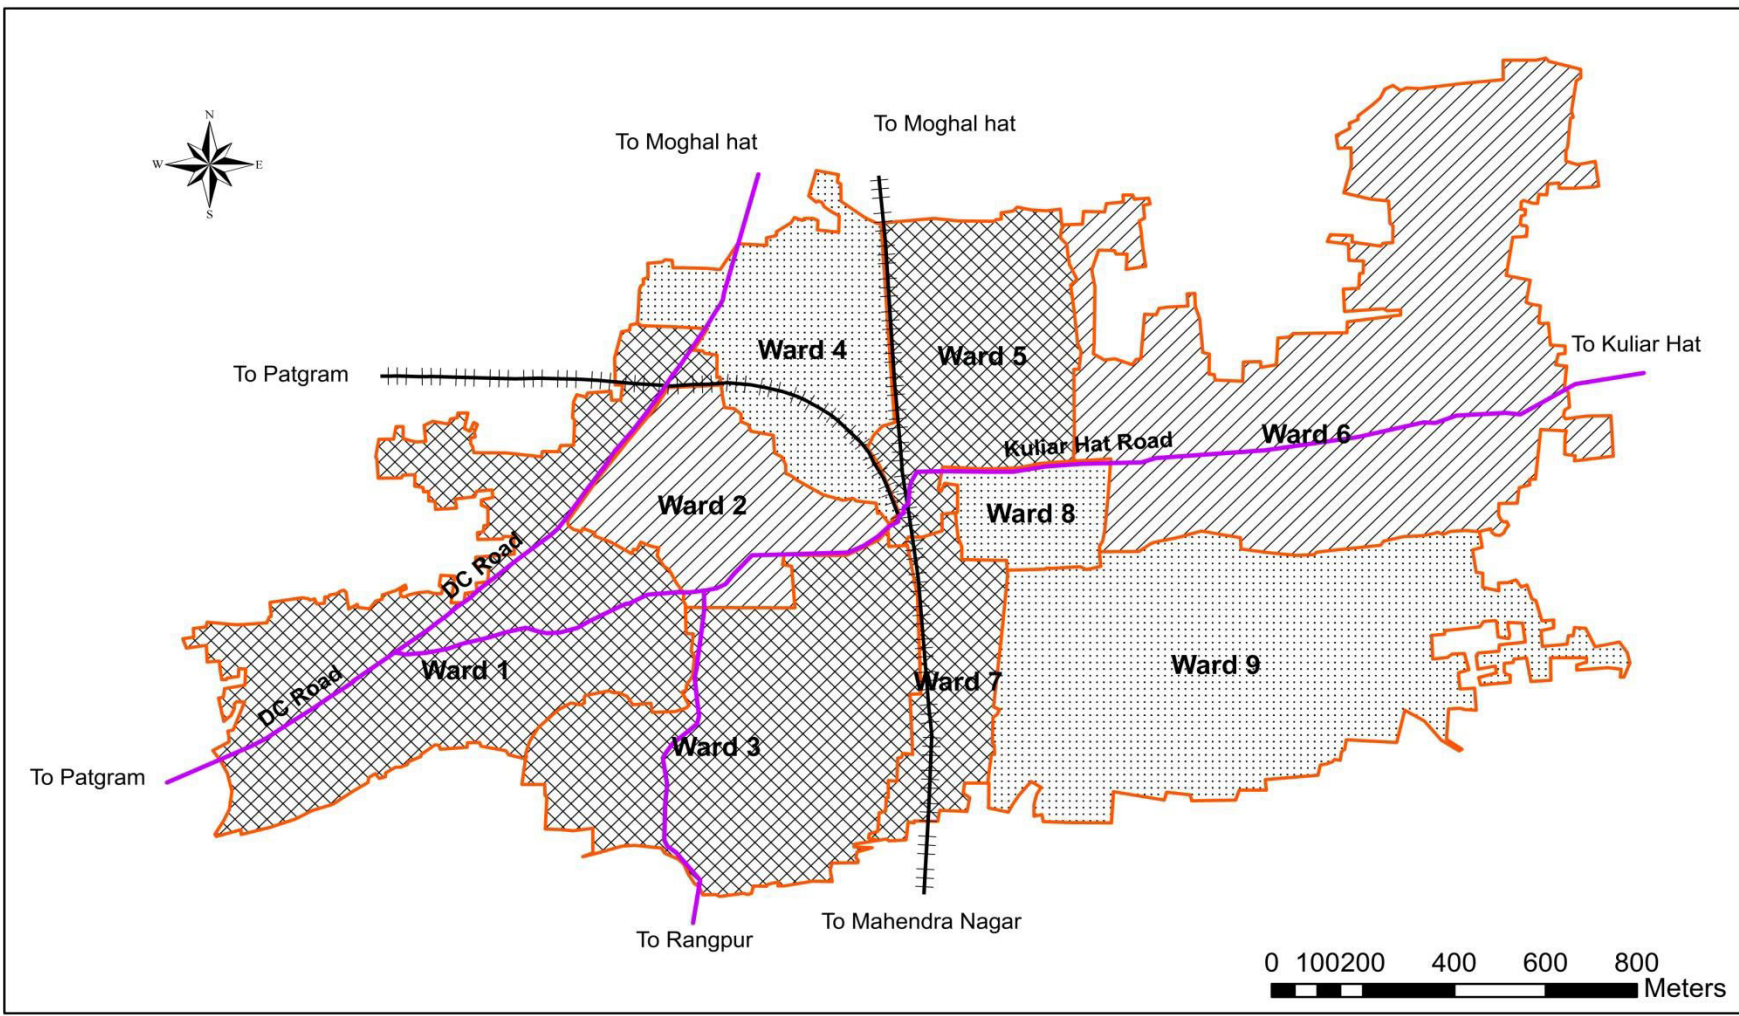 To Moghal hat
To Moghal hat
N
W
E
S
To Kuliar Hat
Ward 4
Ward 5
To Patgram
Kuliar Hat Road
Ward 6
Ward 2
Ward 8
DC Road
Ward 1
DC Road
Ward 9
Ward 7
Ward 3
To Patgram
To Mahendra Nagar
To Rangpur
0 100200 400 600 800
Meters